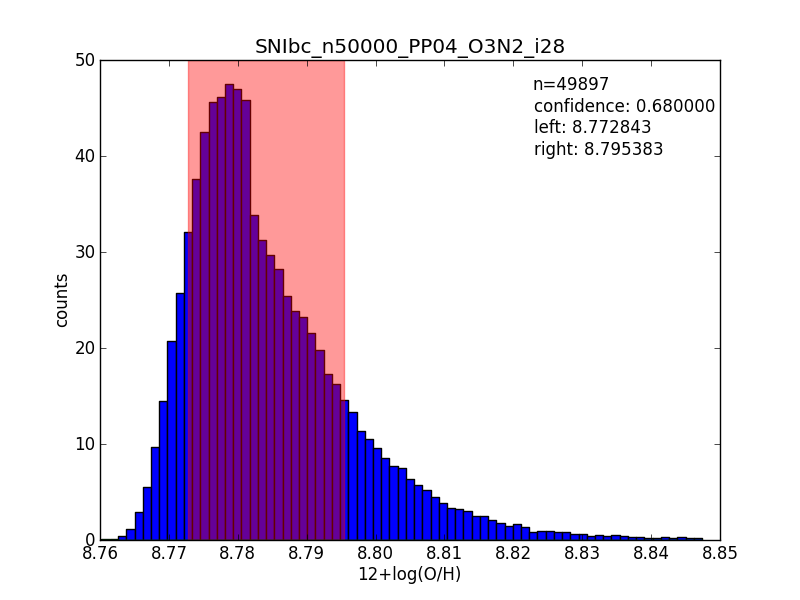 SNIbc_n50000_PP04_O3N2_i28
n=49897
confidence: 0.680000
left: 8.772843
right: 8.795383
counts
50
40
30
20
10
0
8.76 8.77 8.78 8.79 8.80 8.81 8.82 8.83 8.84 8.85
12+log(O/H)